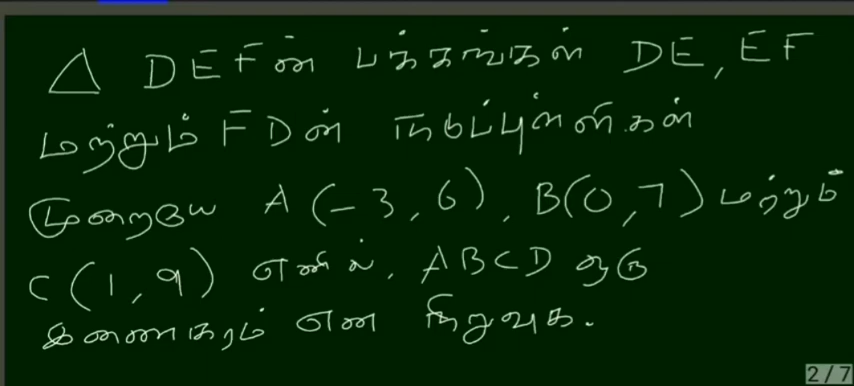 △ DEFன் பக்கங்கள் DE, EF
மற்றும் FDன் நடுப்புள்ளிகள்
முறையே A (-3, 6), B(0, 7) மற்றும்
C (1, 9) எனில், ABCD ஒரு
இணைகரம் என நிறுவுக.
2/7